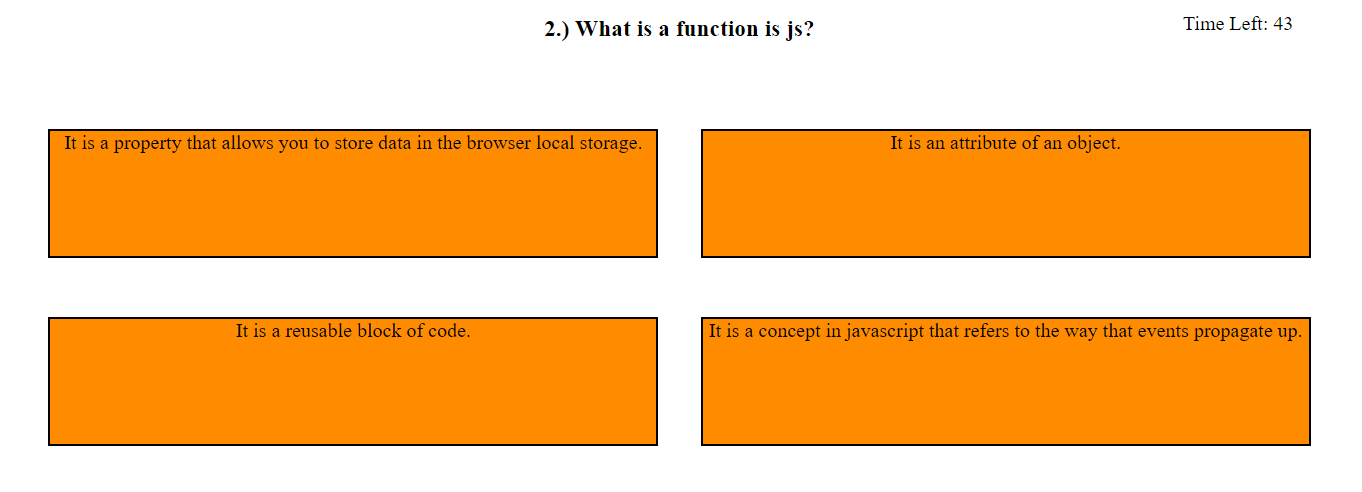 2.) What is a function is js?
Time Left: 43
It is a property that allows you to store data in the browser local storage.
It is an attribute of an object.
It is a reusable block of code.
It is a concept in javascript that refers to the way that events propagate up.